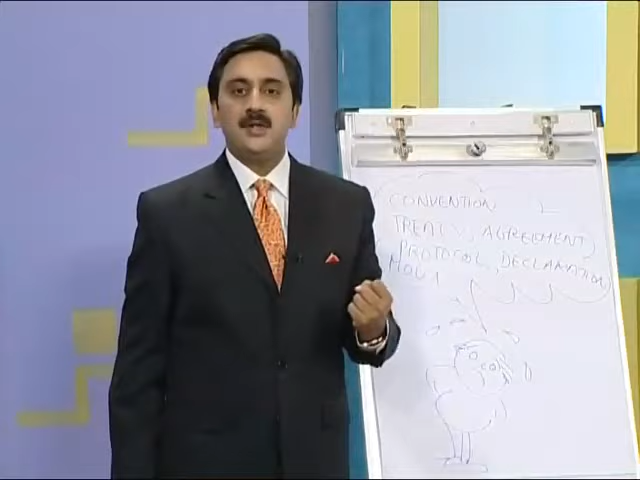 CONVENTION
TREATY, AGREEMENT,
PROTOCOL, DECLARATION
MOU